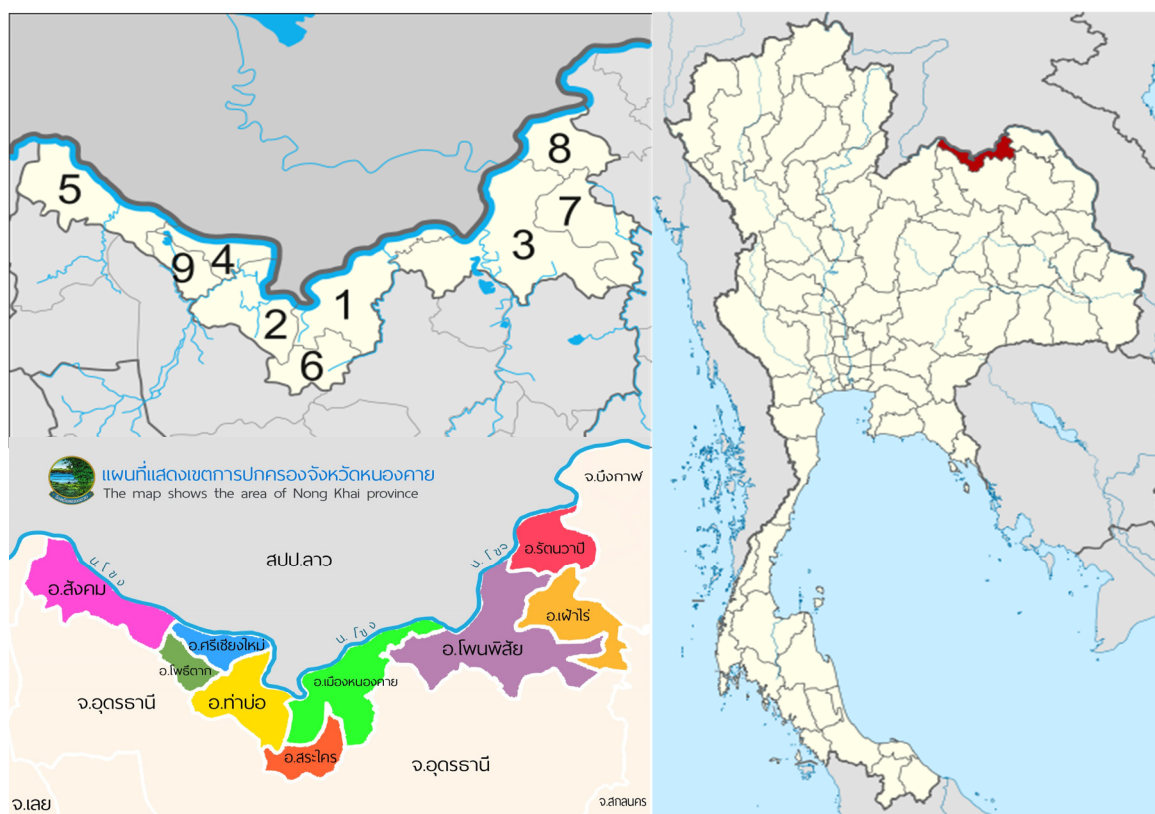 8
5
7
3
4
9
1
2
6
แผนที่แสดงเขตการปกครองจังหวัดหนองคาย
The map shows the area of Nong Khai province
จ.บึงกาฬ
สปป.ลาว
น.โขง
น.โขง
น.โขง
อ.รัตนวาปี
อ.สังคม
อ.เฝ้าไร่
อ.ศรีเชียงใหม่
อ.โพนพิสัย
อ.โพธิ์ตาก
อ.เมืองหนองคาย
จ.อุดรธานี
อ.ท่าบ่อ
อ.สระใคร
จ.อุดรธานี
จ.เลย
จ.สกลนคร